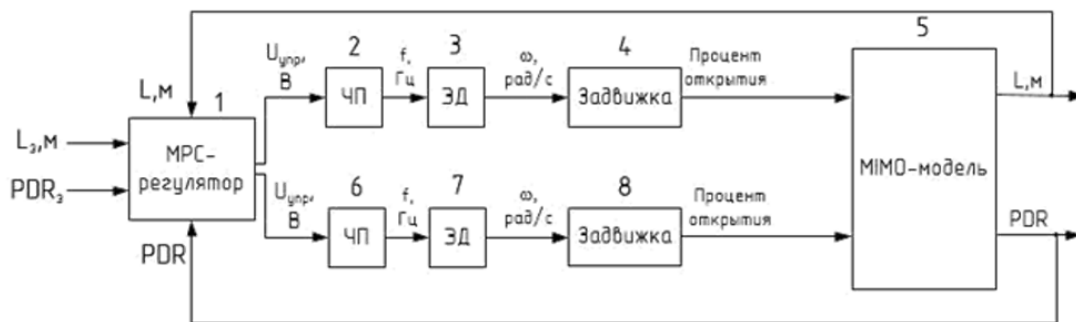 5
2
3
4
Uупр,
В
f,
Гц
ω,
рад/с
Процент
открытия
L,м
1
ЧП
ЭД
Задвижка
L,м
Lз,м
МРС-
регулятор
PDRз
MIMO-модель
6
7
8
Uупр,
В
f,
Гц
ω,
рад/с
Процент
открытия
ЧП
ЭД
Задвижка
PDR
PDR